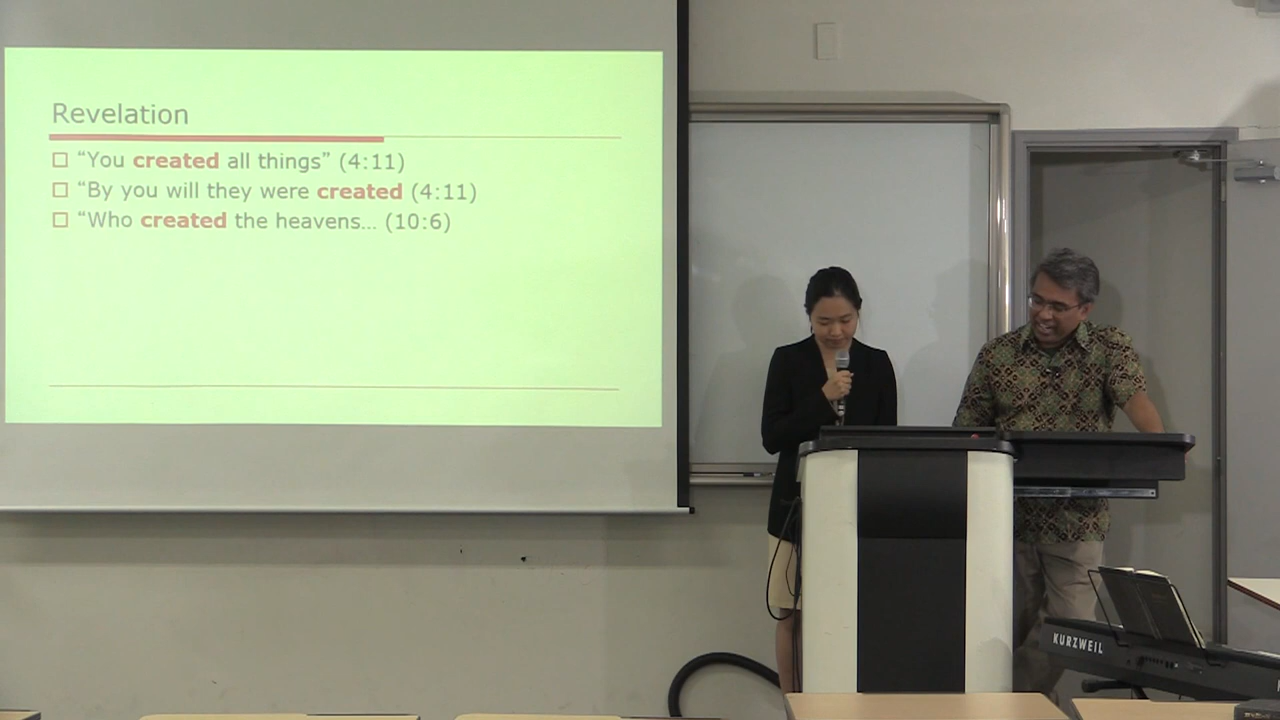 Revelation
“You created all things” (4:11)
“By you will they were created (4:11)
“Who created the heavens... (10:6)
KURZWEIL